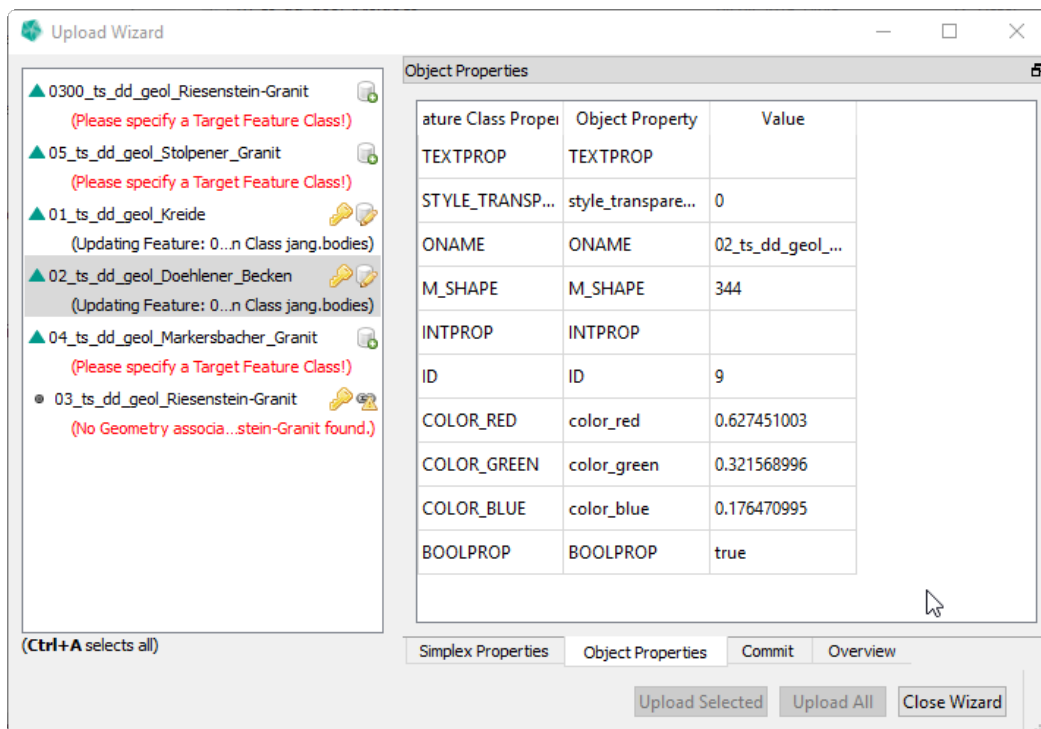 Upload Wizard
0300_ts_dd_geol_Riesenstein-Granit
(Please specify a Target Feature Class!)
05_ts_dd_geol_Stolpener_Granit
(Please specify a Target Feature Class!)
01_ts_dd_geol_Kreide
(Updating Feature: 0...n Class jang.bodies)
02_ts_dd_geol_Doehlener_Becken
(Updating Feature: 0...n Class jang.bodies)
04_ts_dd_geol_Markersbacher_Granit
(Please specify a Target Feature Class!)
03_ts_dd_geol_Riesenstein-Granit
(No Geometry associa...stein-Granit found.)
(Ctrl+A selects all)
Object Properties
ature Class Proper Object Property Value
TEXTPROP TEXTPROP
STYLE_TRANSP... style_transpare... 0
ONAME ONAME 02_ts_dd_geol_...
M_SHAPE M_SHAPE 344
INTPROP INTPROP
ID ID 9
COLOR_RED color_red 0.627451003
COLOR_GREEN color_green 0.321568996
COLOR_BLUE color_blue 0.176470995
BOOLPROP BOOLPROP true
Simplex Properties Object Properties Commit Overview
Upload Selected Upload All Close Wizard